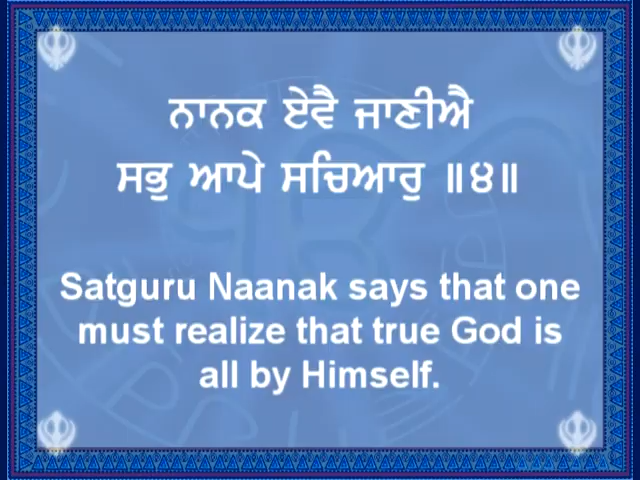 ਨਾਨਕ ਏਵੈ ਜਾਣੀਐ
ਸਭੁ ਆਪੇ ਸਚਿਆਰੁ ॥੪॥
Satguru Naanak says that one
must realize that true God is
all by Himself.